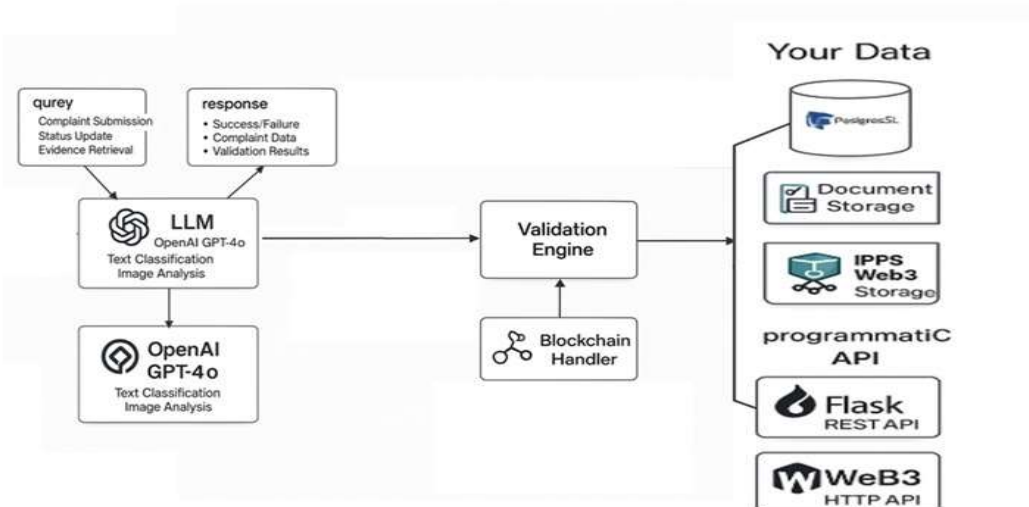 qurey
Complaint Submission
Status Update
Evidence Retrieval
response
• Success/Failure
• Complaint Data
• Validation Results
LLM
OpenAI GPT-4o
Text Classification
Image Analysis
OpenAI
GPT-4o
Text Classification
Image Analysis
Validation
Engine
Blockchain
Handler
Your Data
PostgresSL
Document
Storage
IPPS
Web3
Storage
programmatiC
API
Flask
REST API
WeB3
HTTP API